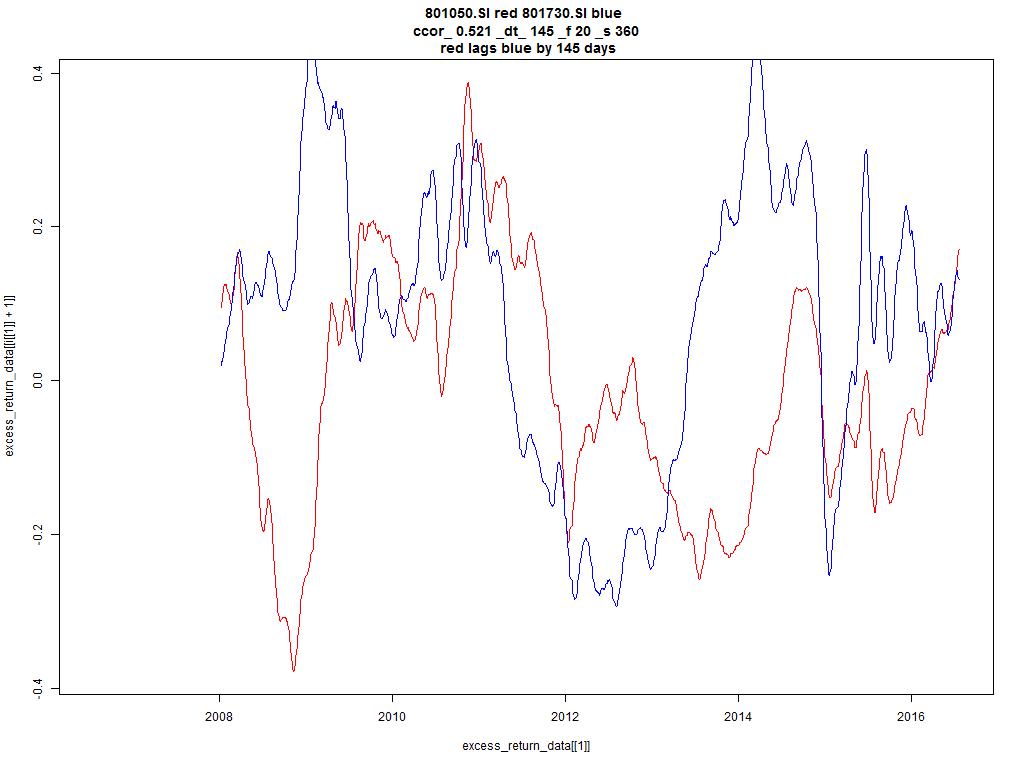 801050.SI red 801730.SI blue
ccor_ 0.521 _dt_ 145 _f 20 _s 360
red lags blue by 145 days
0.4
0.2
0.0
-0.2
-0.4
excess_return_data[[i[[1]] + 1]]
2008 2010 2012 2014 2016
excess_return_data[[1]]